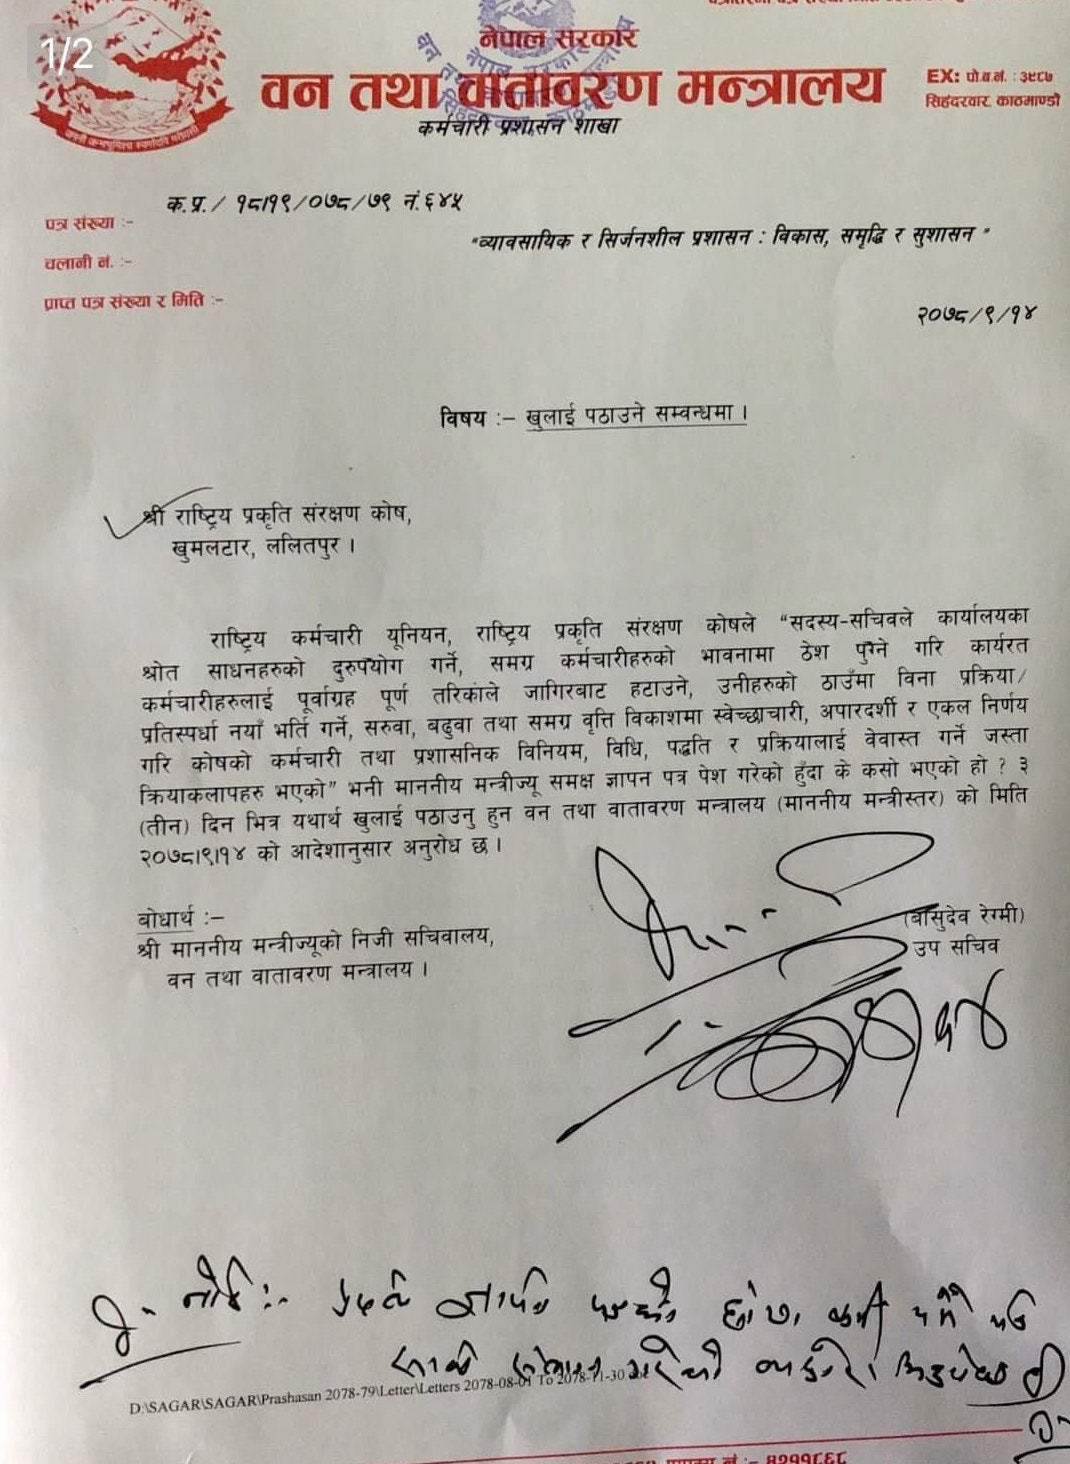 1/2
नेपाल सरकार
वन तथा वातावरण मन्त्रालय
कर्मचारी प्रशासन शाखा
EX: पो.ब.नं. : ३९८७
सिंहदरवार, काठमाण्डौ
पत्र संख्या :-
क.प्र./ १८।१९/०७८/७९ नं.६४५
चलानी नं. :-
प्राप्त पत्र संख्या र मिति :-
"व्यावसायिक र सिर्जनशील प्रशासन : विकास, समृद्धि र सुशासन"
२०७८/९/१४
विषय :- खुलाई पठाउने सम्वन्धमा ।
श्री राष्ट्रिय प्रकृति संरक्षण कोष,
खुमलटार, ललितपुर ।
राष्ट्रिय कर्मचारी यूनियन, राष्ट्रिय प्रकृति संरक्षण कोषले "सदस्य-सचिवले कार्यालयका
श्रोत साधनहरुको दुरुपयोग गर्ने, समग्र कर्मचारीहरुको भावनामा ठेश पुग्ने गरि कार्यरत
कर्मचारीहरुलाई पूर्वाग्रह पूर्ण तरिकाले जागिरबाट हटाउने, उनीहरुको ठाउँमा विना प्रक्रिया/
प्रतिस्पर्धा नयाँ भर्ति गर्ने, सरुवा, बढुवा तथा समग्र वृत्ति विकाशमा स्वेच्छाचारी, अपारदर्शी र एकल निर्णय
गरि कोषको कर्मचारी तथा प्रशासनिक विनियम, विधि, पद्धति र प्रक्रियालाई वेवास्त गर्ने जस्ता
क्रियाकलापहरु भएको" भनी माननीय मन्त्रीज्यू समक्ष ज्ञापन पत्र पेश गरेको हुँदा के कसो भएको हो ? ३
(तीन) दिन भित्र यथार्थ खुलाई पठाउनु हुन वन तथा वातावरण मन्त्रालय (माननीय मन्त्रीस्तर) को मिति
२०७८।९।१४ को आदेशानुसार अनुरोध छ ।
बोधार्थ :-
श्री माननीय मन्त्रीज्यूको निजी सचिवालय,
वन तथा वातावरण मन्त्रालय ।
(बासुदेव रेग्मी)
उप सचिव
D:\SAGAR\SAGAR\Prashasan 2078-79\Letter\Letters 2078-08-01 To 2078-11-30